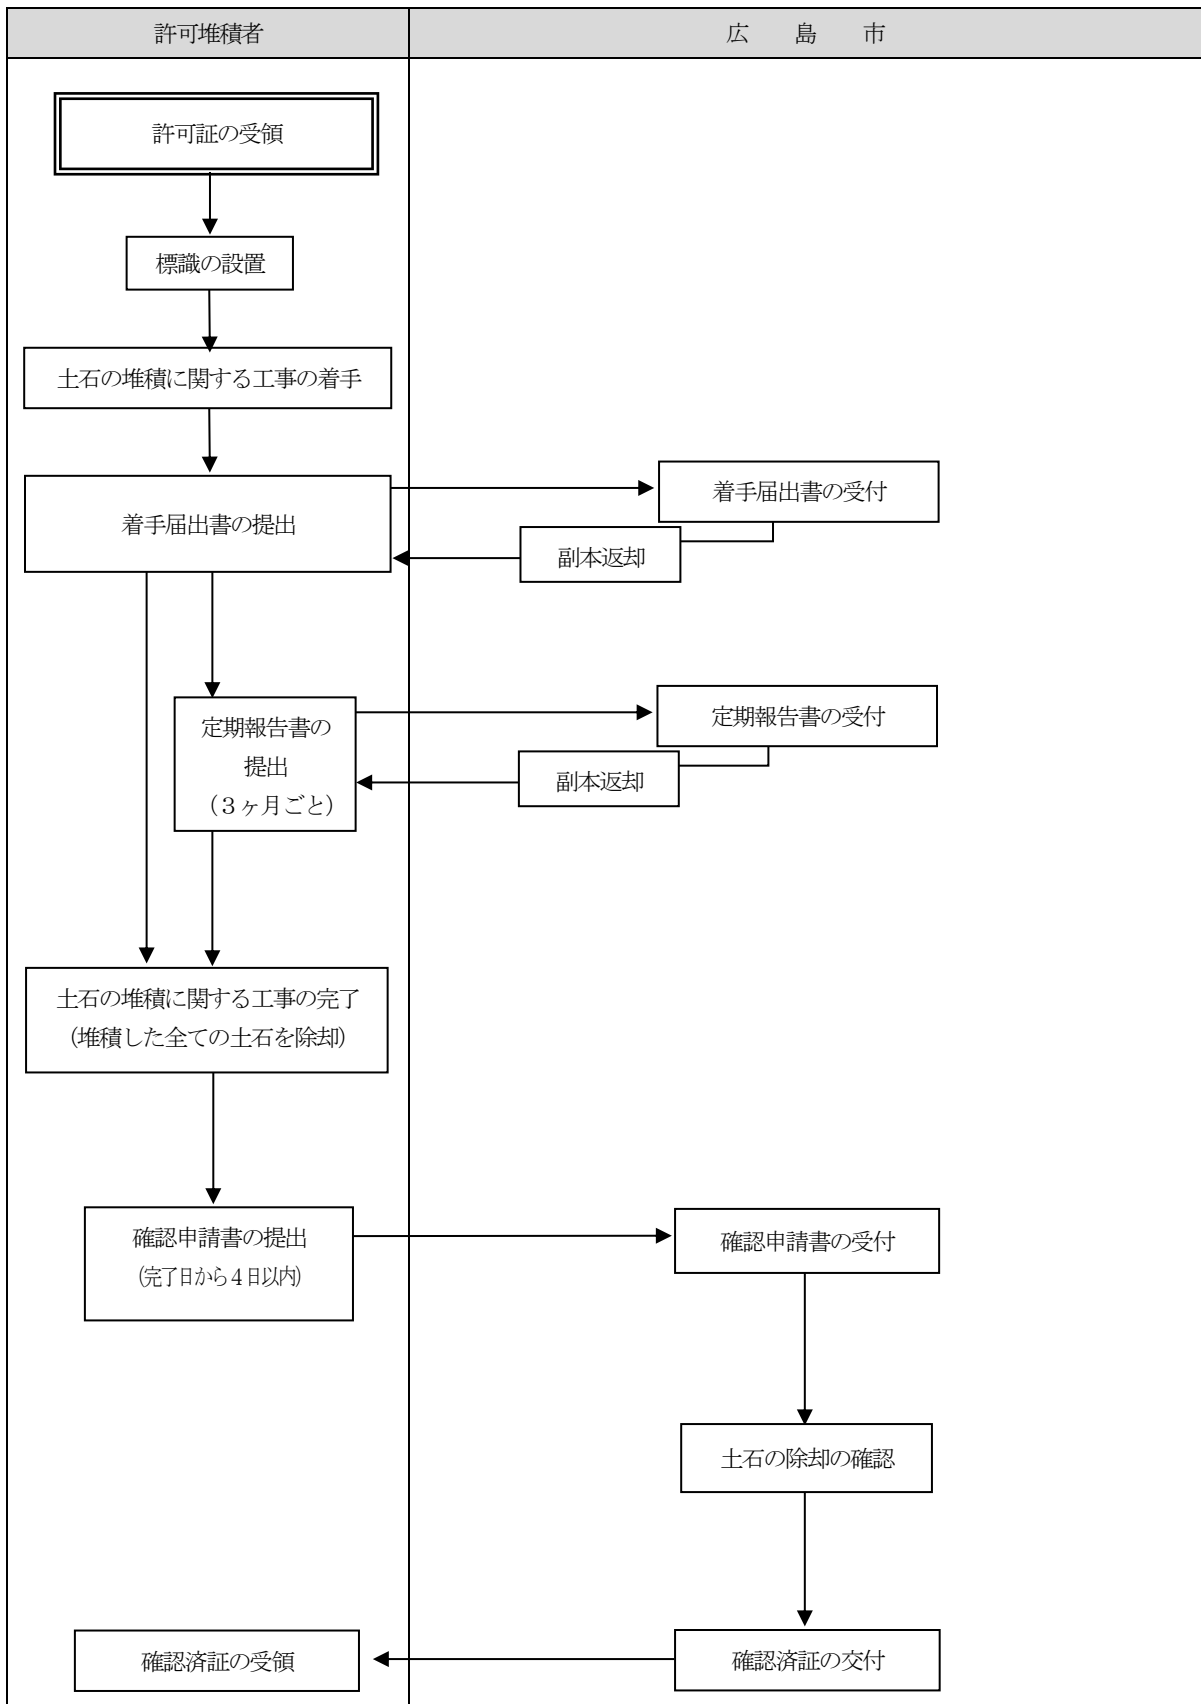 許可堆積者
広　島　市
許可証の受領
標識の設置
土石の堆積に関する工事の着手
着手届出書の提出
着手届出書の受付
副本返却
定期報告書の
提出
（３ヶ月ごと）
定期報告書の受付
副本返却
土石の堆積に関する工事の完了
（堆積した全ての土石を除却）
確認申請書の提出
（完了日から４日以内）
確認申請書の受付
土石の除却の確認
確認済証の交付
確認済証の受領